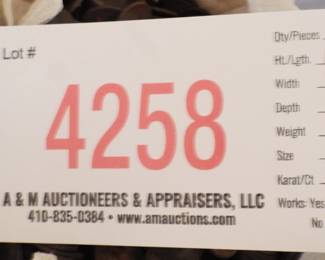 Lot #
4258
A & M AUCTIONEERS & APPRAISERS, LLC
410-835-0384 • www.amauctions.com
Qty/Pieces
Ht./Lgth.
Width
Depth
Weight
Size
Karat/Ct
Works: Yes
No